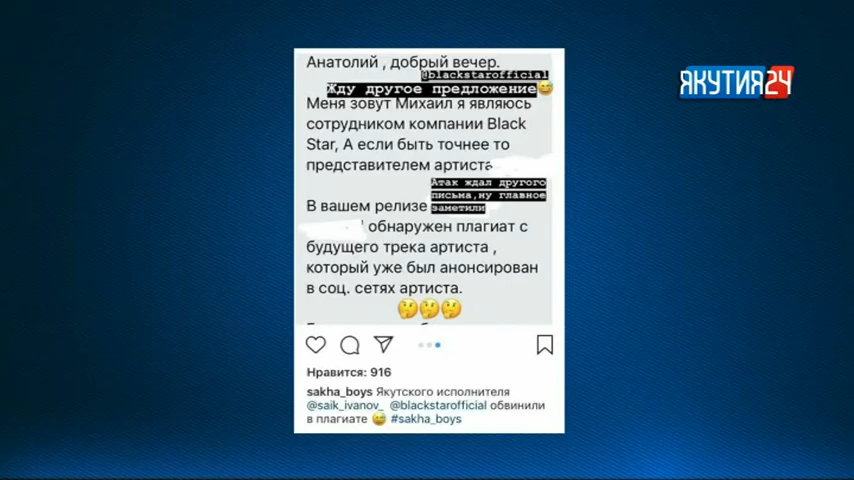 Анатолий , добрый вечер.
@blackstarofficial
Жду другое предложение😅
Меня зовут Михаил я являюсь
сотрудником компании Black
Star, А если быть точнее то
представителем артиста
Атак ждал другого
письма,ну главное
заметили
В вашем релизе
обнаружен плагиат с
будущего трека артиста ,
который уже был анонсирован
в соц. сетях артиста.
🤔🤔🤔
Нравится: 916
sakha_boys Якутского исполнителя
@saik_ivanov_ @blackstarofficial обвинили
в плагиате 😅 #sakha_boys
ЯКУТИЯ24